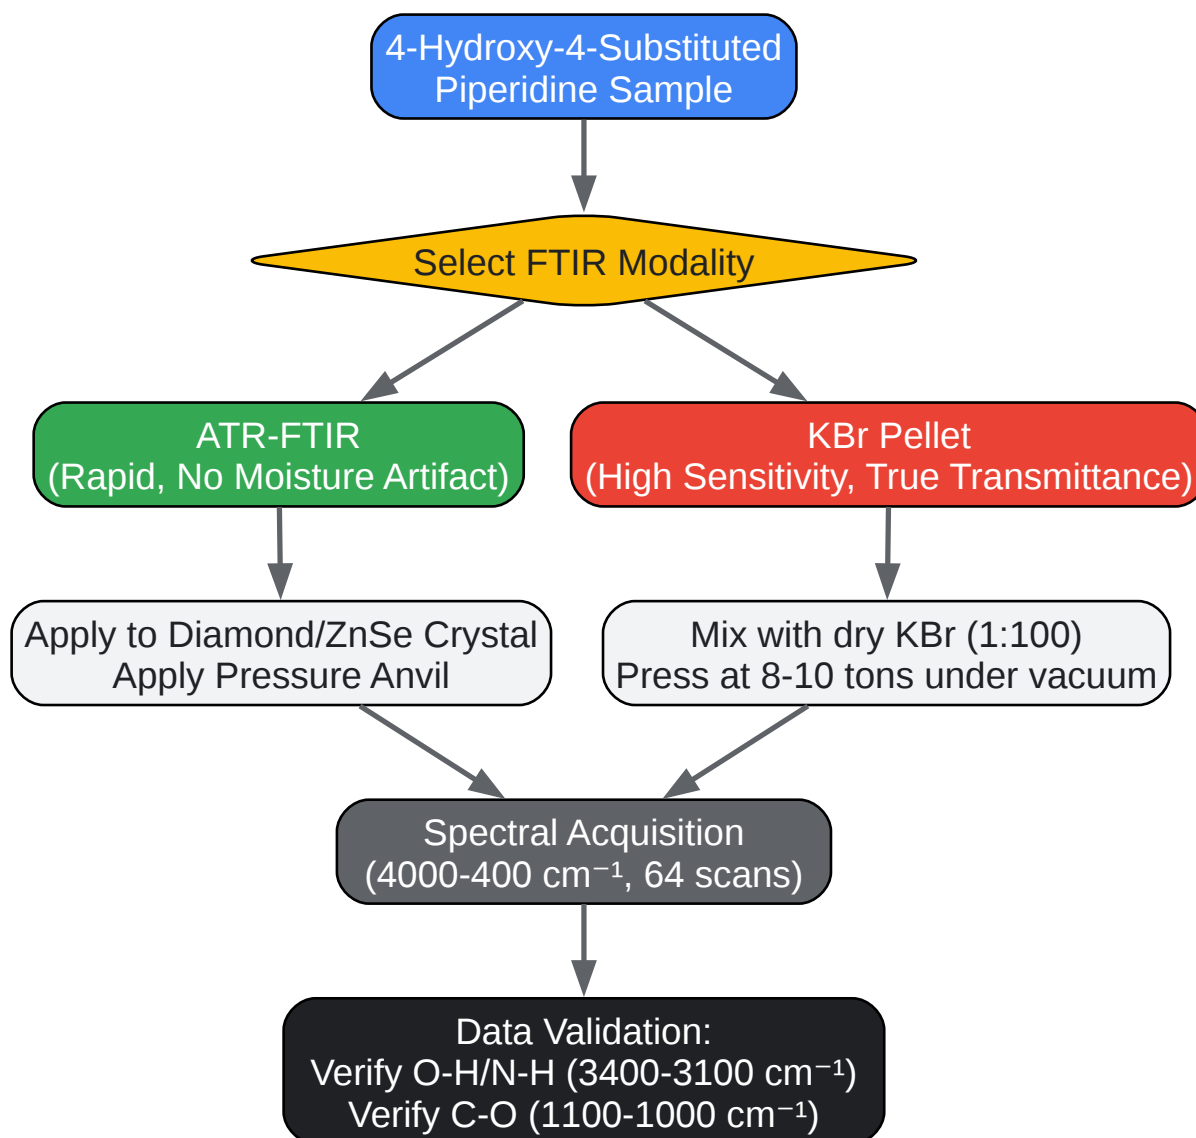 4-Hydroxy-4-Substituted
Piperidine Sample
Select FTIR Modality
ATR-FTIR
(Rapid, No Moisture Artifact)
KBr Pellet
(High Sensitivity, True Transmittance)
Apply to Diamond/ZnSe Crystal
Apply Pressure Anvil
Mix with dry KBr (1:100)
Press at 8-10 tons under vacuum
Spectral Acquisition
(4000-400 cm⁻¹, 64 scans)
Data Validation:
Verify O-H/N-H (3400-3100 cm⁻¹)
Verify C-O (1100-1000 cm⁻¹)